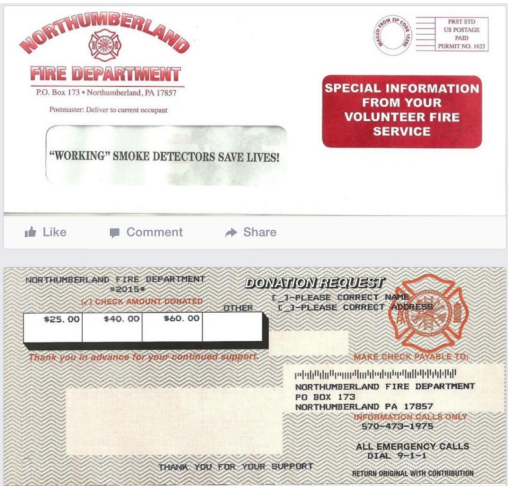 NORTHUMBERLAND
FIRE DEPARTMENT
P.O. Box 173 • Northumberland, PA 17857
Postmaster: Deliver to current occupant
MAILED FROM ZIP CODE
PRST STD
US POSTAGE
PAID
PERMIT NO. 1623
SPECIAL INFORMATION
FROM YOUR
VOLUNTEER FIRE
SERVICE
"WORKING" SMOKE DETECTORS SAVE LIVES!
Like Comment Share
NORTHUMBERLAND FIRE DEPARTMENT
*2015*
(✓) CHECK AMOUNT DONATED
OTHER
$25.00 $40.00 $60.00
DONATION REQUEST
[_]-PLEASE CORRECT NAME
[_]-PLEASE CORRECT ADDRESS
Thank you in advance for your continued support.
MAKE CHECK PAYABLE TO:
NORTHUMBERLAND FIRE DEPARTMENT
PO BOX 173
NORTHUMBERLAND PA 17857
INFORMATION CALLS ONLY
570-473-1975
ALL EMERGENCY CALLS
DIAL 9-1-1
THANK YOU FOR YOUR SUPPORT
RETURN ORIGINAL WITH CONTRIBUTION